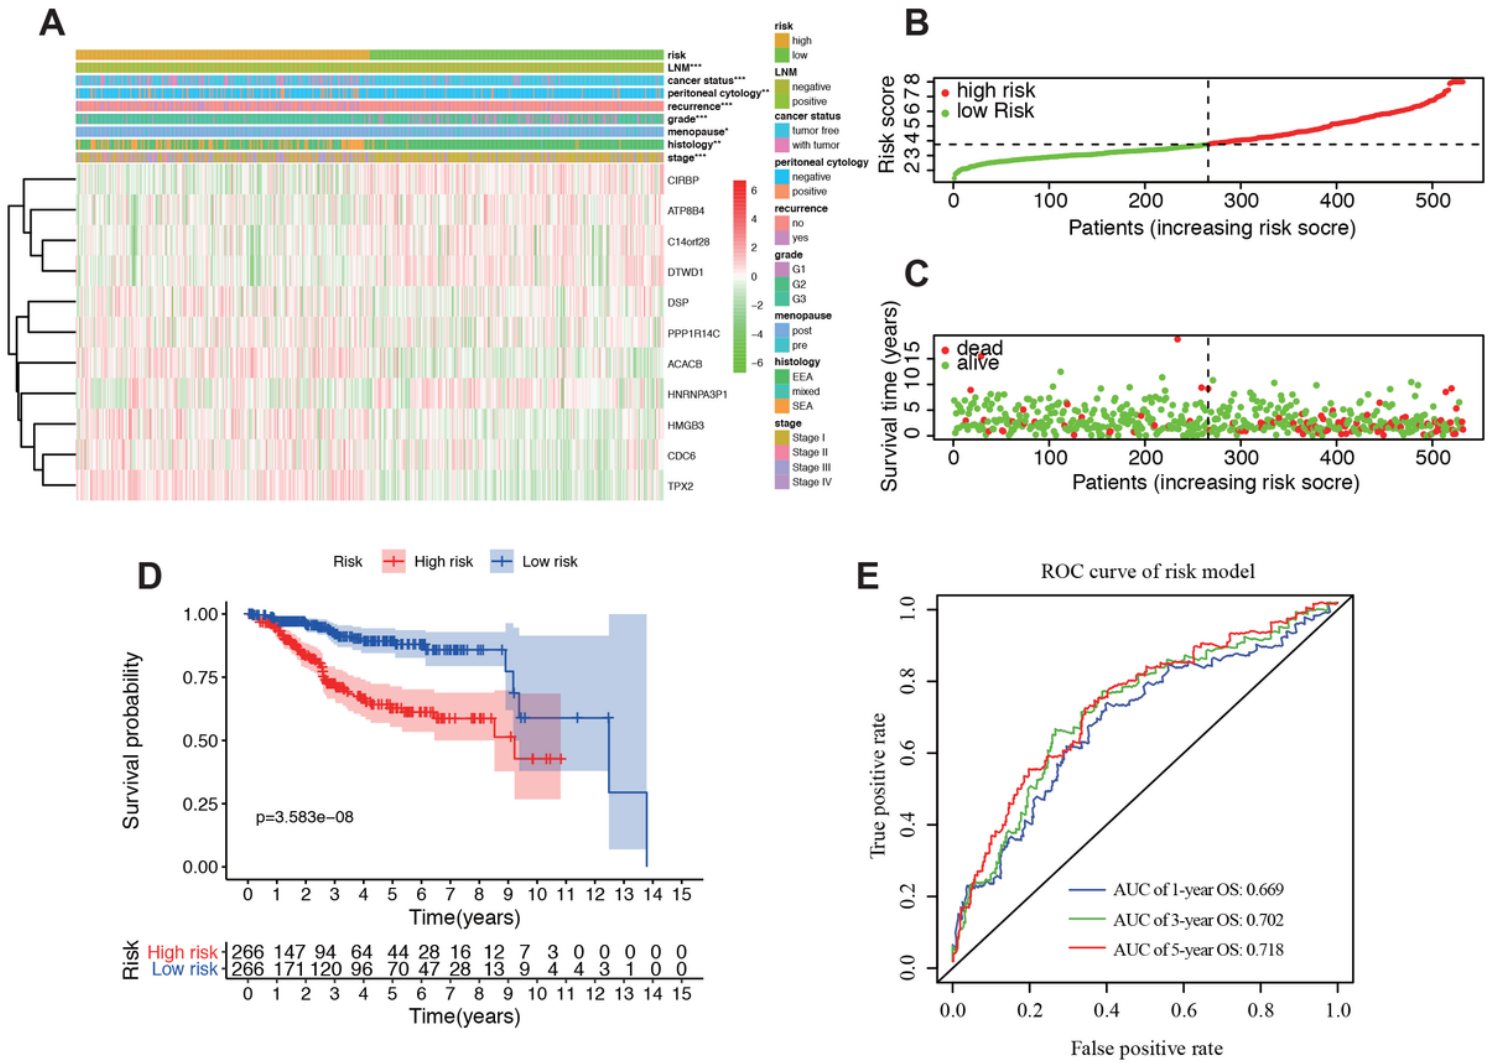 A
risk
LNM***
cancer status***
peritoneal cytology**
recurrence***
grade***
menopause*
histology**
stage***
CIRBP
ATP8B4
C14orf28
DTWD1
DSP
PPP1R14C
ACACB
HNRNPA3P1
HMGB3
CDC6
TPX2
6
4
2
0
−2
−4
−6
risk
high
low
LNM
negative
positive
cancer status
tumor free
with tumor
peritoneal cytology
negative
positive
recurrence
no
yes
grade
G1
G2
G3
menopause
post
pre
histology
EEA
mixed
SEA
stage
Stage I
Stage II
Stage III
Stage IV
B
Risk score
2 3 4 5 6 7 8
high risk
low Risk
0 100 200 300 400 500
Patients (increasing risk socre)
C
Survival time (years)
0 5 10 15
dead
alive
0 100 200 300 400 500
Patients (increasing risk socre)
D
Risk High risk Low risk
Survival probability
1.00
0.75
0.50
0.25
0.00
p=3.583e−08
0 1 2 3 4 5 6 7 8 9 10 11 12 13 14 15
Time(years)
Risk
High risk 266 147 94 64 44 28 16 12 7 3 0 0 0 0 0
Low risk 266 171 120 96 70 47 28 13 9 4 4 3 1 0 0
0 1 2 3 4 5 6 7 8 9 10 11 12 13 14 15
Time(years)
E
ROC curve of risk model
True positive rate
0.0 0.2 0.4 0.6 0.8 1.0
AUC of 1-year OS: 0.669
AUC of 3-year OS: 0.702
AUC of 5-year OS: 0.718
0.0 0.2 0.4 0.6 0.8 1.0
False positive rate